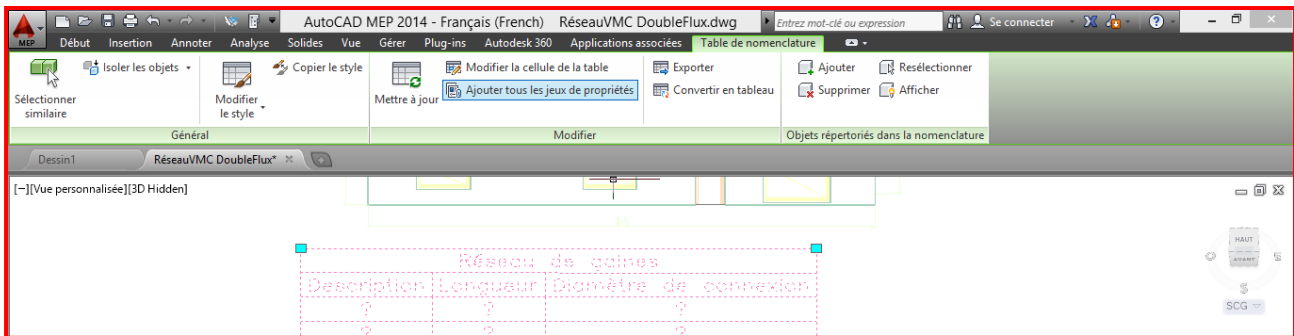 AutoCAD MEP 2014 - Français (French) RéseauVMC DoubleFlux.dwg Entrez mot-clé ou expression Se connecter
MEP Début Insertion Annoter Analyse Solides Vue Gérer Plug-ins Autodesk 360 Applications associées Table de nomenclature
Isoler les objets Copier le style Modifier la cellule de la table Exporter Ajouter Resélectionner
Sélectionner similaire Modifier le style Mettre à jour Ajouter tous les jeux de propriétés Convertir en tableau Supprimer Afficher
Général Modifier Objets répertoriés dans la nomenclature
Dessin1 RéseauVMC DoubleFlux*
[−][Vue personnalisée][3D Hidden]
18
HAUT
AVANT
O E
S
SCG
Réseau de gaines
Description Longuaur Diamètre de connexion
? ? ?
? ? ?